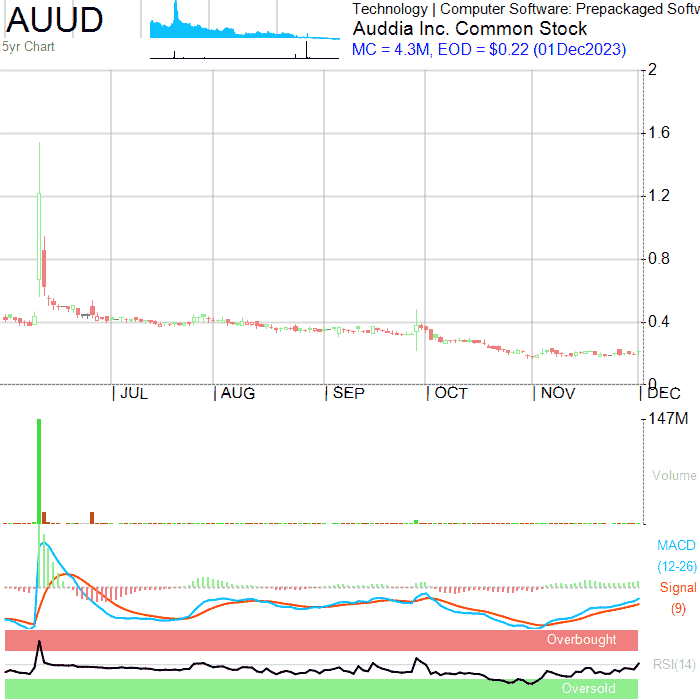 AUUD
5yr Chart
Technology | Computer Software: Prepackaged Softw
Auddia Inc. Common Stock
MC = 4.3M, EOD = $0.22 (01Dec2023)
2
1.6
1.2
0.8
0.4
0
JUL
AUG
SEP
OCT
NOV
DEC
147M
Volume
MACD
(12-26)
Signal
(9)
Overbought
RSI(14)
Oversold